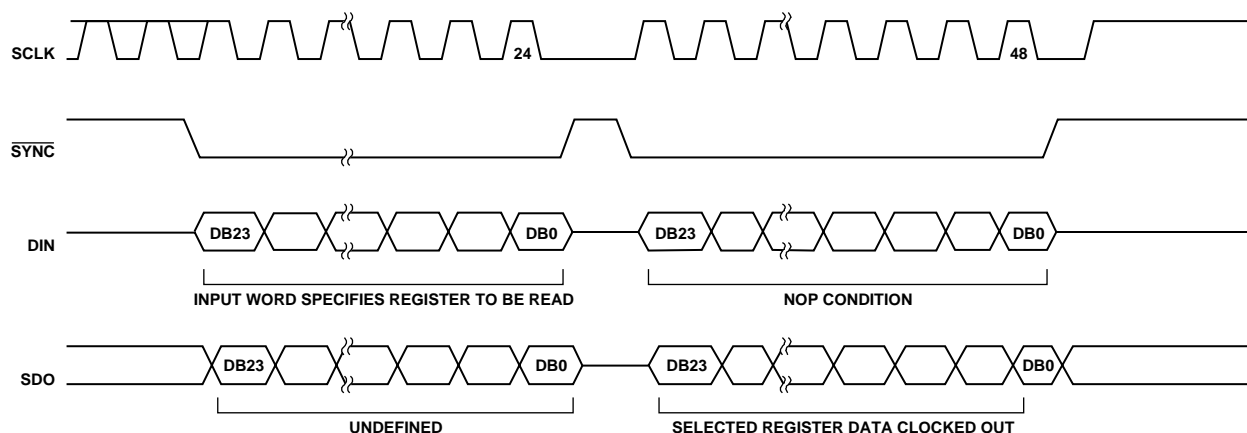 SCLK
24
48
SYNC
DIN
DB23
DB0
DB23
DB0
INPUT WORD SPECIFIES REGISTER TO BE READ
NOP CONDITION
SDO
DB23
DB0
DB23
DB0
UNDEFINED
SELECTED REGISTER DATA CLOCKED OUT